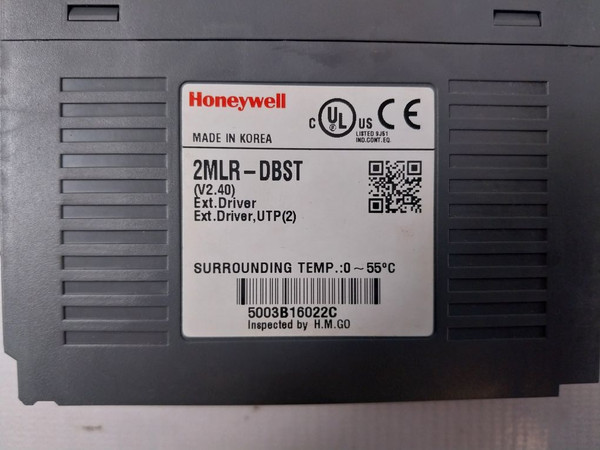 Honeywell
C UL US CE
LISTED 9J61
IND.CONT.EQ.
MADE IN KOREA
2MLR-DBST
(V2.40)
Ext.Driver
Ext.Driver,UTP(2)
SURROUNDING TEMP.:0~55°C
5003B16022C
Inspected by H.M.GO